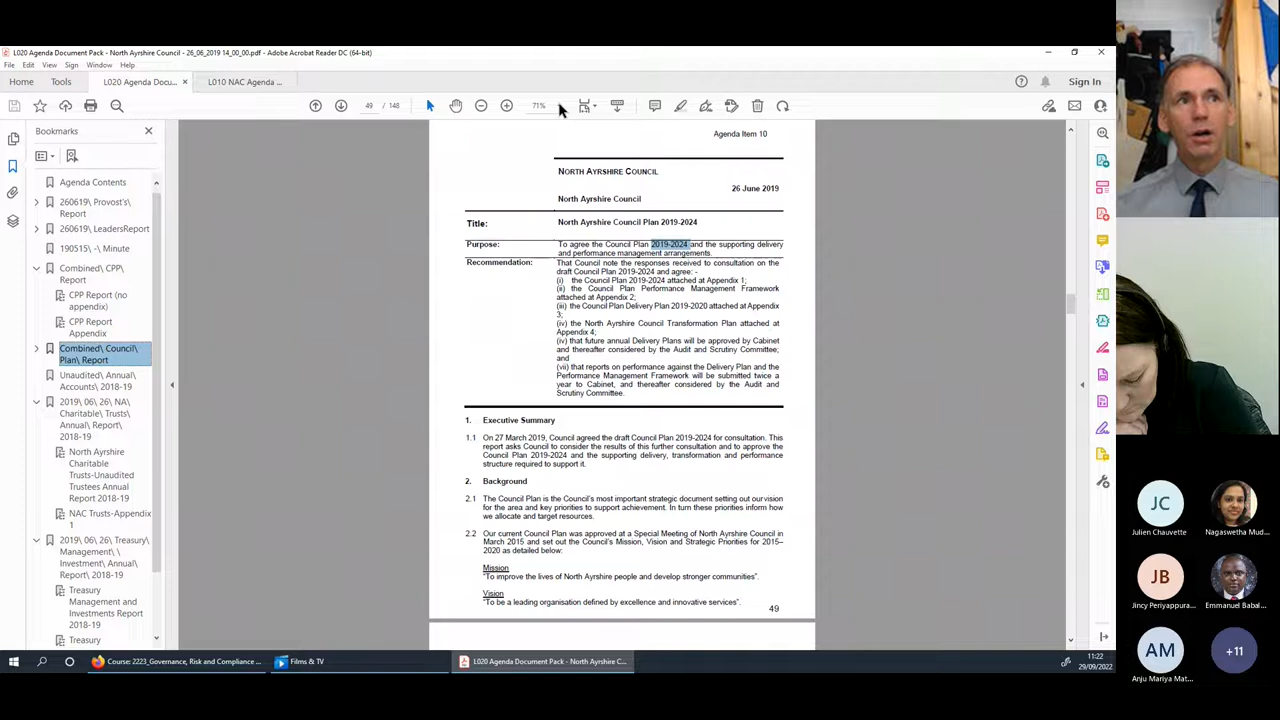 L020 Agenda Document Pack - North Ayrshire Council - 26_06_2019 14_00_00.pdf - Adobe Acrobat Reader DC (64-bit)
File Edit View Sign Window Help
Home Tools L020 Agenda Docu... × L010 NAC Agenda ... Sign In
49 / 148 71%
Bookmarks
Agenda Contents
260619\ Provost's\
Report
260619\ LeadersReport
190515\ -\ Minute
Combined\ CPP\
Report
CPP Report (no
appendix)
CPP Report
Appendix
Combined\ Council\
Plan\ Report
Unaudited\ Annual\
Accounts\ 2018-19
2019\ 06\ 26\ NA\
Charitable\ Trusts\
Annual\ Report\
2018-19
North Ayrshire
Charitable
Trusts-Unaudited
Trustees Annual
Report 2018-19
NAC Trusts-Appendix
1
2019\ 06\ 26\ Treasury\
Management\ \
Investment\ Annual\
Report\ 2018-19
Treasury
Management and
Investments Report
2018-19
Treasury
Agenda Item 10
NORTH AYRSHIRE COUNCIL
26 June 2019
North Ayrshire Council
Title: North Ayrshire Council Plan 2019-2024
Purpose: To agree the Council Plan 2019-2024 and the supporting delivery
and performance management arrangements.
Recommendation: That Council note the responses received to consultation on the
draft Council Plan 2019-2024 and agree: -
(i) the Council Plan 2019-2024 attached at Appendix 1;
(ii) the Council Plan Performance Management Framework
attached at Appendix 2;
(iii) the Council Plan Delivery Plan 2019-2020 attached at Appendix
3;
(iv) the North Ayrshire Council Transformation Plan attached at
Appendix 4;
(iv) that future annual Delivery Plans will be approved by Cabinet
and thereafter considered by the Audit and Scrutiny Committee;
and
(vii) that reports on performance against the Delivery Plan and the
Performance Management Framework will be submitted twice a
year to Cabinet, and thereafter considered by the Audit and
Scrutiny Committee.
1. Executive Summary
1.1 On 27 March 2019, Council agreed the draft Council Plan 2019-2024 for consultation. This
report asks Council to consider the results of this further consultation and to approve the
Council Plan 2019-2024 and the supporting delivery, transformation and performance
structure required to support it.
2. Background
2.1 The Council Plan is the Council's most important strategic document setting out our vision
for the area and key priorities to support achievement. In turn these priorities inform how
we allocate and target resources.
2.2 Our current Council Plan was approved at a Special Meeting of North Ayrshire Council in
March 2015 and set out the Council's Mission, Vision and Strategic Priorities for 2015–
2020 as detailed below:
Mission
"To improve the lives of North Ayrshire people and develop stronger communities".
Vision
"To be a leading organisation defined by excellence and innovative services".
49
JC
Julien Chauvette Nagaswetha Mud...
JB
Jincy Periyappura... Emmanuel Babal...
AM +11
Anju Mariya Mat...
Course: 2223_Governance, Risk and Compliance ... Films & TV L020 Agenda Document Pack - North Ayrshire C...
11:22
29/09/2022